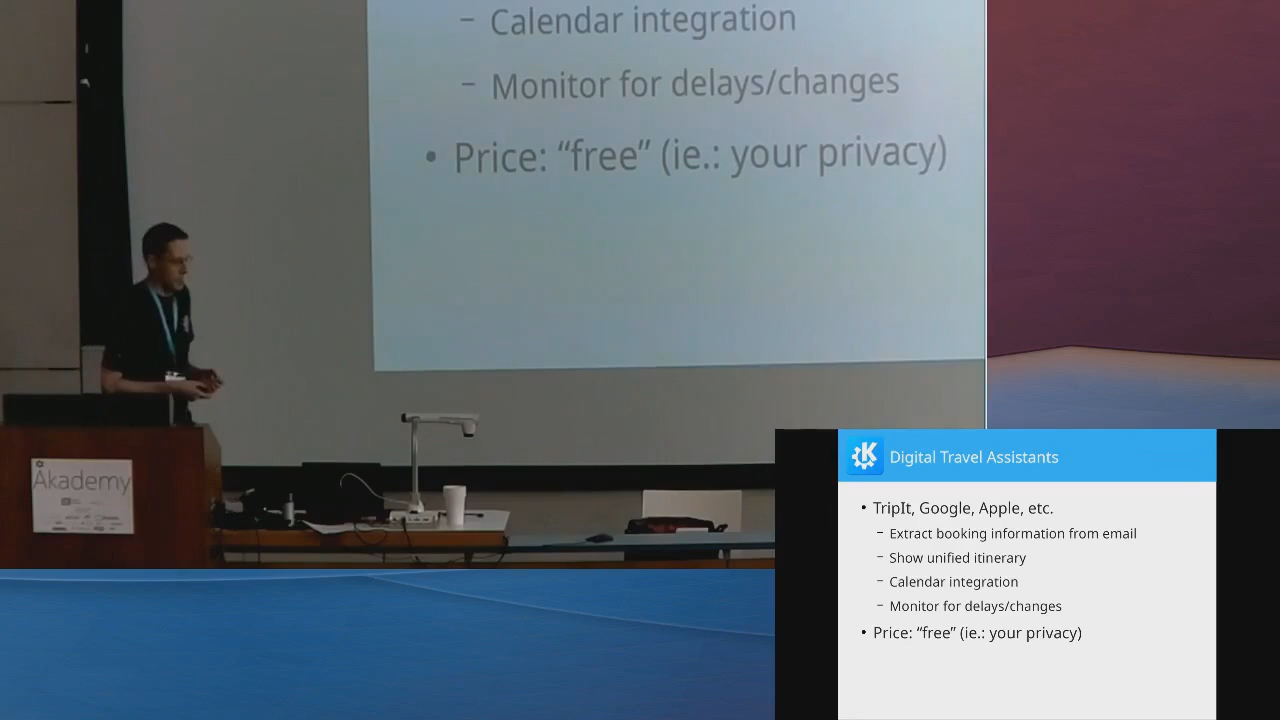 – Calendar integration
– Monitor for delays/changes
• Price: “free” (ie.: your privacy)
Akademy
Digital Travel Assistants
• TripIt, Google, Apple, etc.
– Extract booking information from email
– Show unified itinerary
– Calendar integration
– Monitor for delays/changes
• Price: “free” (ie.: your privacy)